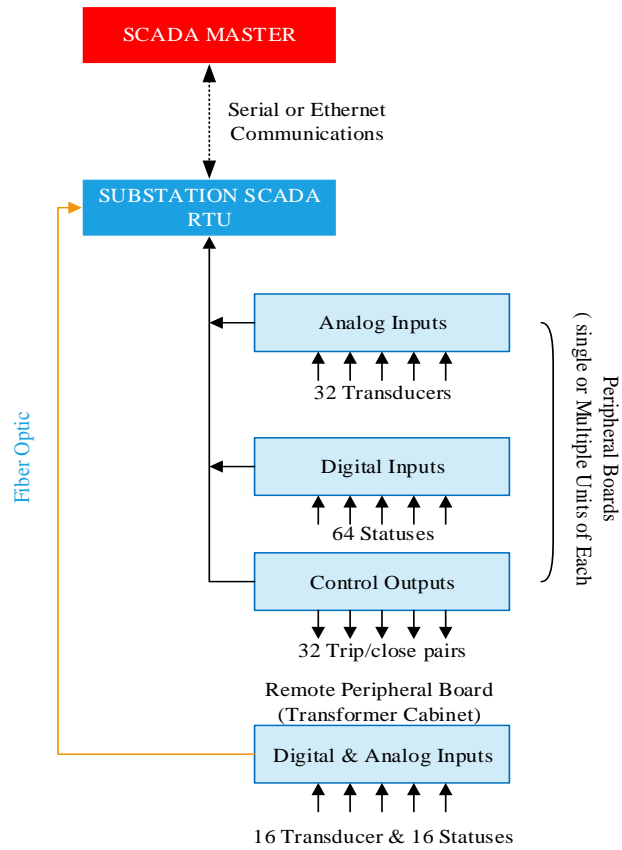 SCADA MASTER
Serial or Ethernet
Communications
SUBSTATION SCADA
RTU
Analog Inputs
32 Transducers
Digital Inputs
64 Statuses
Control Outputs
32 Trip/close pairs
Peripheral Boards
( single or Multiple Units of Each
Fiber Optic
Remote Peripheral Board
(Transformer Cabinet)
Digital & Analog Inputs
16 Transducer & 16 Statuses